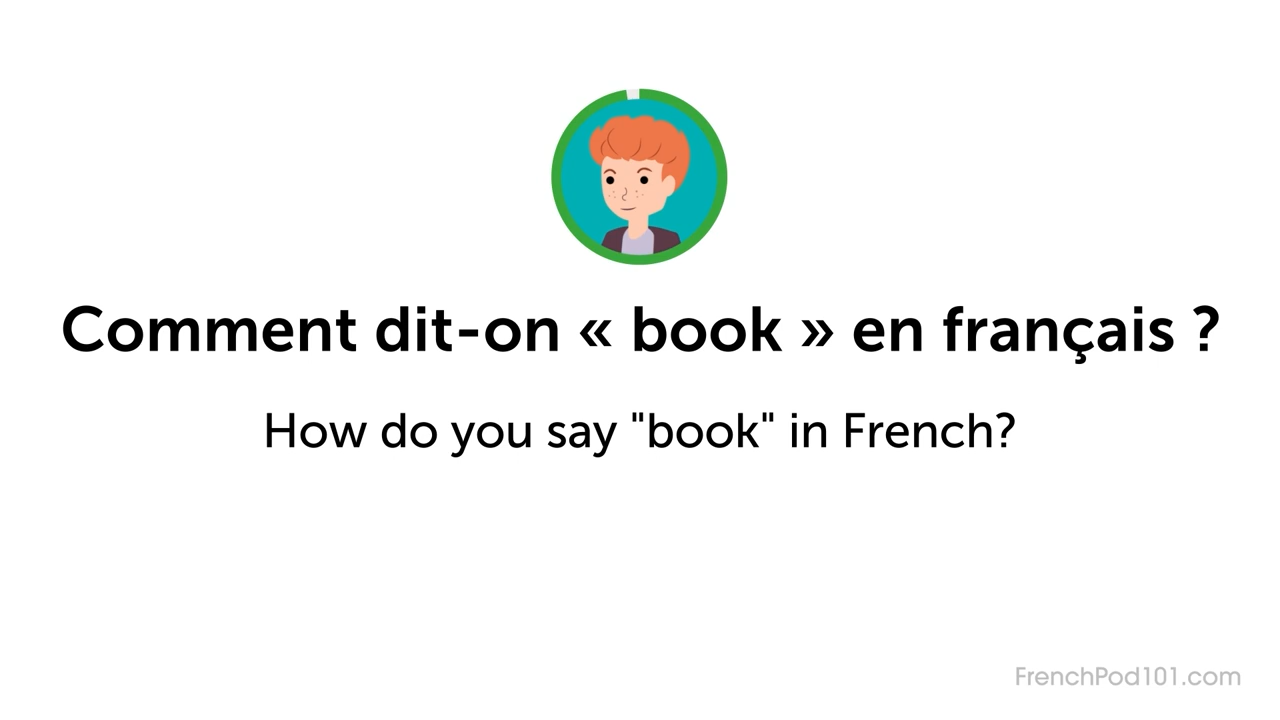 Comment dit-on « book » en français ?
How do you say "book" in French?
FrenchPod101.com